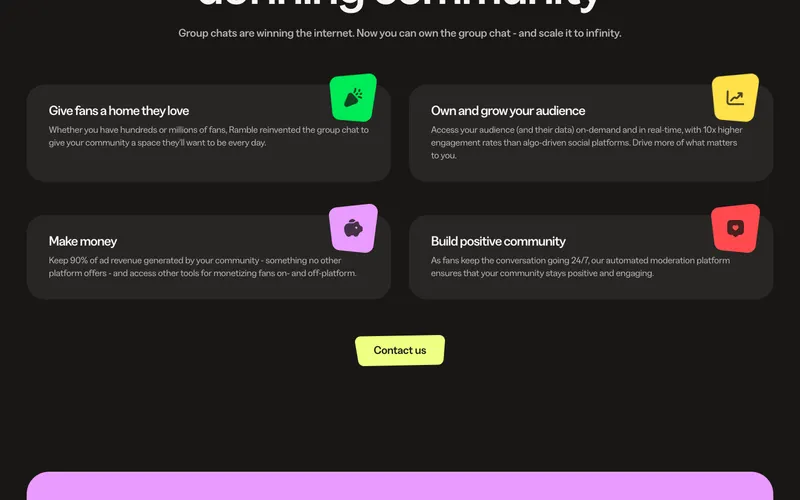 defining community
Group chats are winning the internet. Now you can own the group chat - and scale it to infinity.
Give fans a home they love
Whether you have hundreds or millions of fans, Ramble reinvented the group chat to
give your community a space they'll want to be every day.
Own and grow your audience
Access your audience (and their data) on-demand and in real-time, with 10x higher
engagement rates than algo-driven social platforms. Drive more of what matters
to you.
Make money
Keep 90% of ad revenue generated by your community - something no other
platform offers - and access other tools for monetizing fans on- and off-platform.
Build positive community
As fans keep the conversation going 24/7, our automated moderation platform
ensures that your community stays positive and engaging.
Contact us